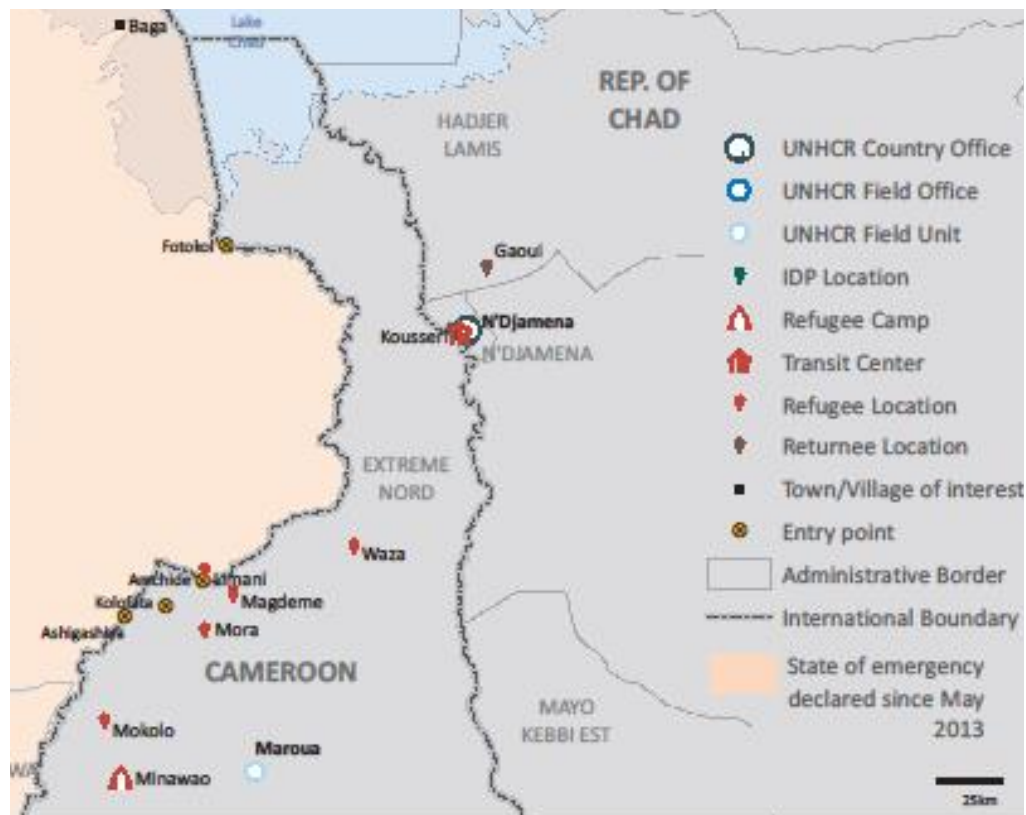 Baga
Lake
Chad
REP. OF
CHAD
HADJER
LAMIS
Fotokol
Gaoui
N'Djamena
Kousseri
N'DJAMENA
EXTREME
NORD
Waza
Amchide
Limani
Kolofata
Magdeme
Ashigashiya
Mora
CAMEROON
Mokolo
MAYO
KEBBI EST
Maroua
WA
Minawao
UNHCR Country Office
UNHCR Field Office
UNHCR Field Unit
IDP Location
Refugee Camp
Transit Center
Refugee Location
Returnee Location
Town/Village of interest
Entry point
Administrative Border
International Boundary
State of emergency
declared since May
2013
25km